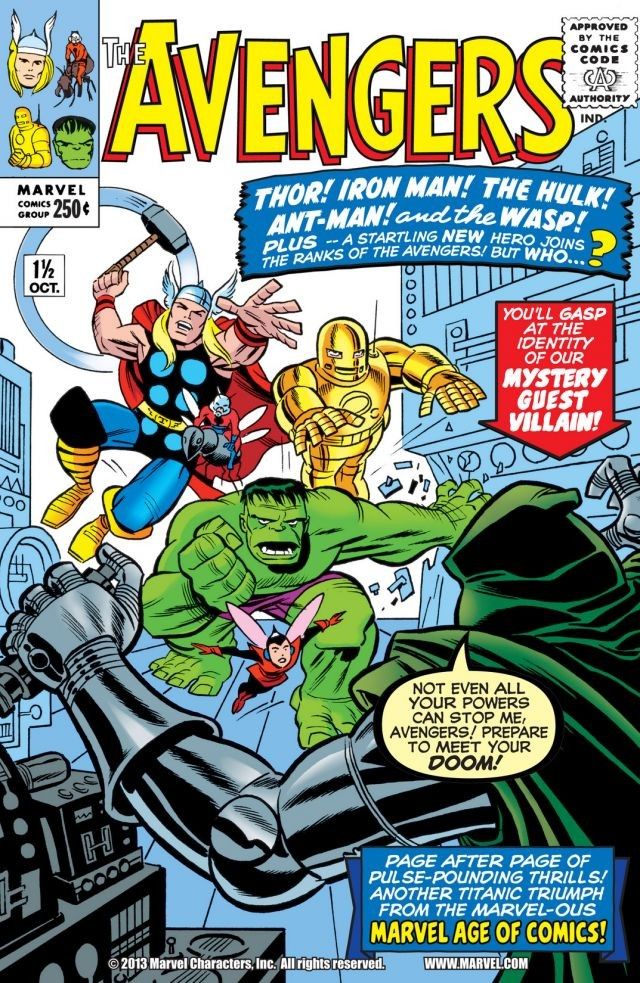 THE AVENGERS
APPROVED
BY THE
COMICS
CODE
CA
AUTHORITY
IND.
MARVEL
COMICS
GROUP 250¢
1½
OCT.
THOR! IRON MAN! THE HULK!
ANT-MAN! and the WASP!
PLUS -- A STARTLING NEW HERO JOINS
THE RANKS OF THE AVENGERS! BUT WHO...?
YOU'LL GASP
AT THE
IDENTITY
OF OUR
MYSTERY
GUEST
VILLAIN!
NOT EVEN ALL
YOUR POWERS
CAN STOP ME,
AVENGERS! PREPARE
TO MEET YOUR
DOOM!
PAGE AFTER PAGE OF
PULSE-POUNDING THRILLS!
ANOTHER TITANIC TRIUMPH
FROM THE MARVEL-OUS
MARVEL AGE OF COMICS!
© 2013 Marvel Characters, Inc. All rights reserved. WWW.MARVEL.COM